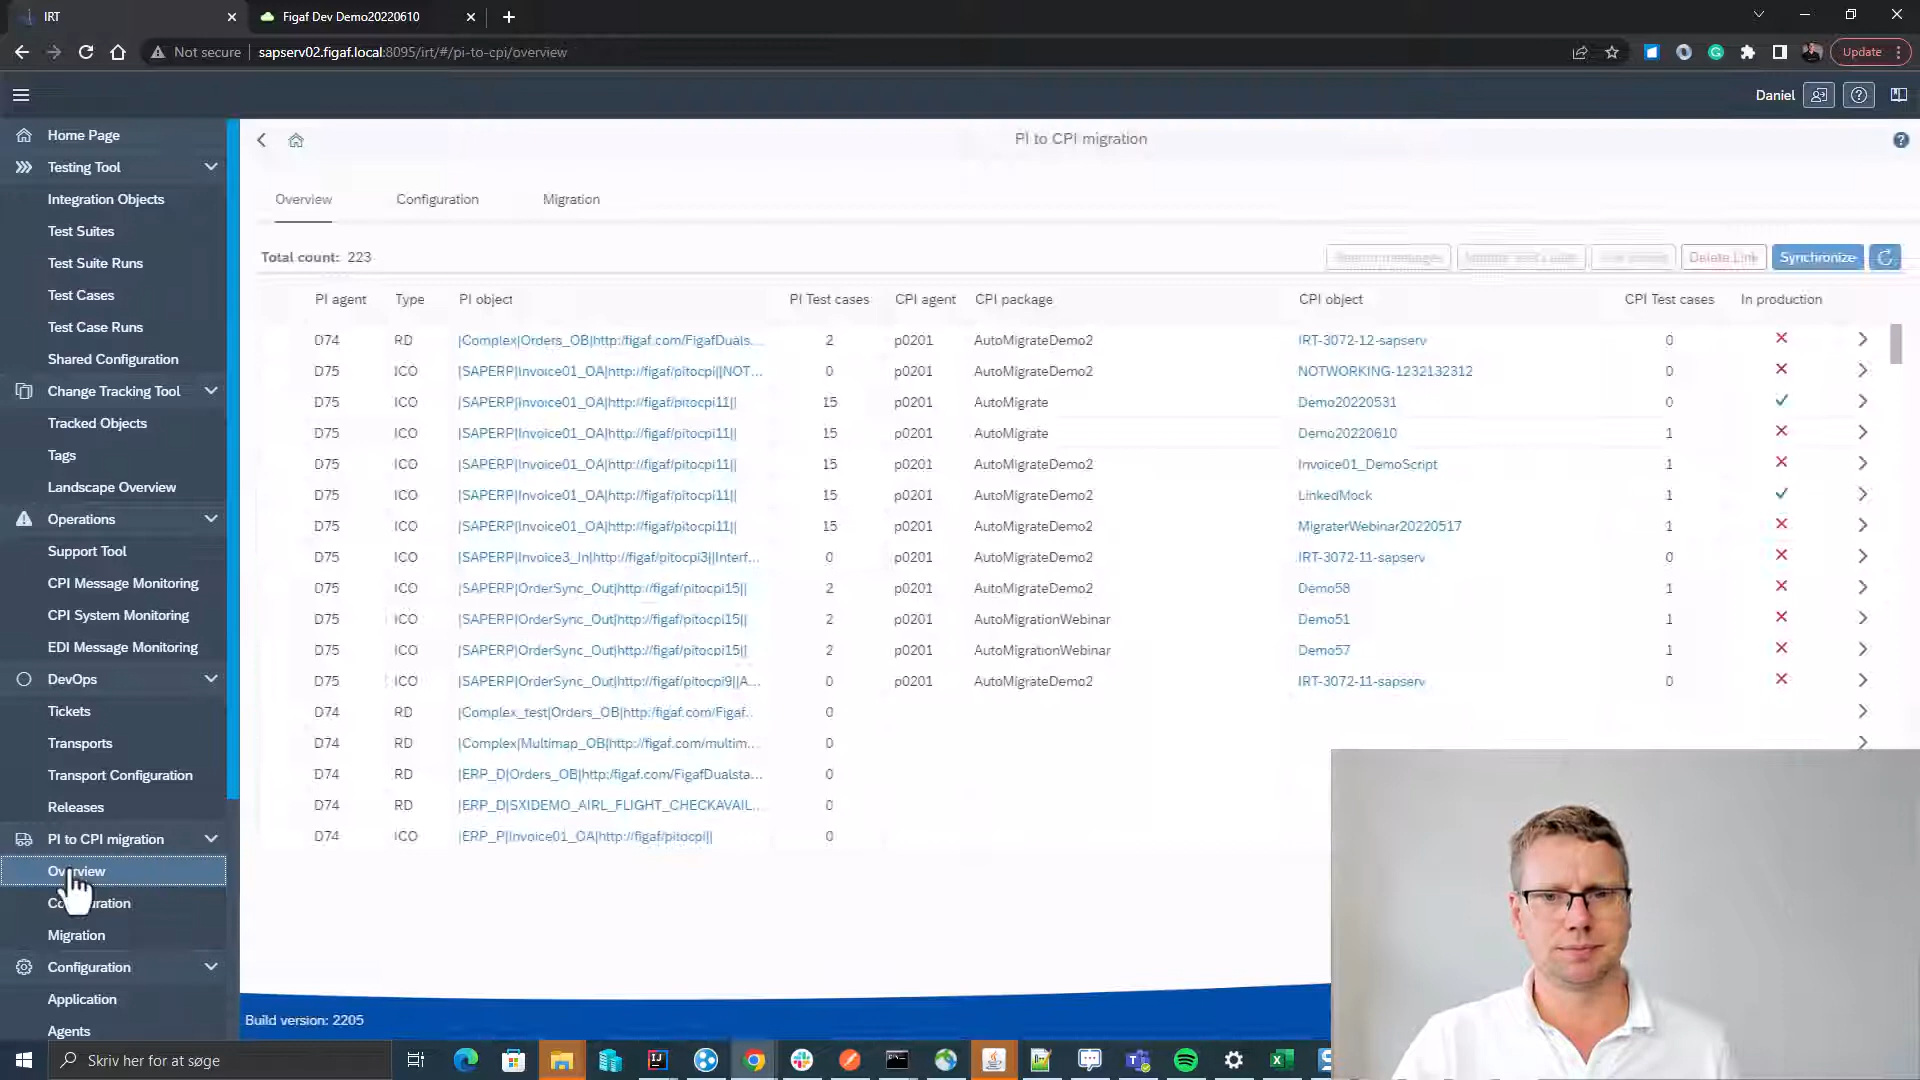 IRT
Figaf Dev Demo20220610
Not secure
sapserv02.figaf.local:8095/irt/#/pi-to-cpi/overview
Update
Daniel
Home Page
Testing Tool
Integration Objects
Test Suites
Test Suite Runs
Test Cases
Test Case Runs
Shared Configuration
Change Tracking Tool
Tracked Objects
Tags
Landscape Overview
Operations
Support Tool
CPI Message Monitoring
CPI System Monitoring
EDI Message Monitoring
DevOps
Tickets
Transports
Transport Configuration
Releases
PI to CPI migration
Overview
Configuration
Migration
Configuration
Application
Agents
PI to CPI migration
Overview Configuration Migration
Total count: 223
Delete Link Synchronize
PI agent Type PI object PI Test cases CPI agent CPI package CPI object CPI Test cases In production
D74 RD |Complex|Orders_OB|http:/figaf.com/FigafDuals... 2 p0201 AutoMigrateDemo2 IRT-3072-12-sapserv 0
D75 ICO |SAPERP|Invoice01_OA|http://figaf/pitocpi||NOT... 0 p0201 AutoMigrateDemo2 NOTWORKING-1232132312 0
D75 ICO |SAPERP|Invoice01_OA|http://figaf/pitocpi11|| 15 p0201 AutoMigrate Demo20220531 0
D75 ICO |SAPERP|Invoice01_OA|http://figaf/pitocpi11|| 15 p0201 AutoMigrate Demo20220610 1
D75 ICO |SAPERP|Invoice01_OA|http://figaf/pitocpi11|| 15 p0201 AutoMigrateDemo2 Invoice01_DemoScript 1
D75 ICO |SAPERP|Invoice01_OA|http://figaf/pitocpi11|| 15 p0201 AutoMigrateDemo2 LinkedMock 1
D75 ICO |SAPERP|Invoice01_OA|http://figaf/pitocpi11|| 15 p0201 AutoMigrateDemo2 MigraterWebinar20220517 1
D75 ICO |SAPERP|Invoice3_In|http://figaf/pitocpi3||Interf... 0 p0201 AutoMigrateDemo2 IRT-3072-11-sapserv 0
D75 ICO |SAPERP|OrderSync_Out|http://figaf/pitocpi15|| 2 p0201 AutoMigrateDemo2 Demo58 1
D75 ICO |SAPERP|OrderSync_Out|http://figaf/pitocpi15|| 2 p0201 AutoMigrationWebinar Demo51 1
D75 ICO |SAPERP|OrderSync_Out|http://figaf/pitocpi15|| 2 p0201 AutoMigrationWebinar Demo57 1
D75 ICO |SAPERP|OrderSync_Out|http://figaf/pitocpi9||A... 0 p0201 AutoMigrateDemo2 IRT-3072-11-sapserv 0
D74 RD |Complex_test|Orders_OB|http:/figaf.com/Figaf... 0
D74 RD |Complex|Multimap_OB|http://figaf.com/multim... 0
D74 RD |ERP_D|Orders_OB|http:/figaf.com/FigafDualsta... 0
D74 RD |ERP_D|SXIDEMO_AIRL_FLIGHT_CHECKAVAIL... 0
D74 ICO |ERP_P|Invoice01_OA|http://figaf/pitocpi|| 0
Build version: 2205
Skriv her for at søge